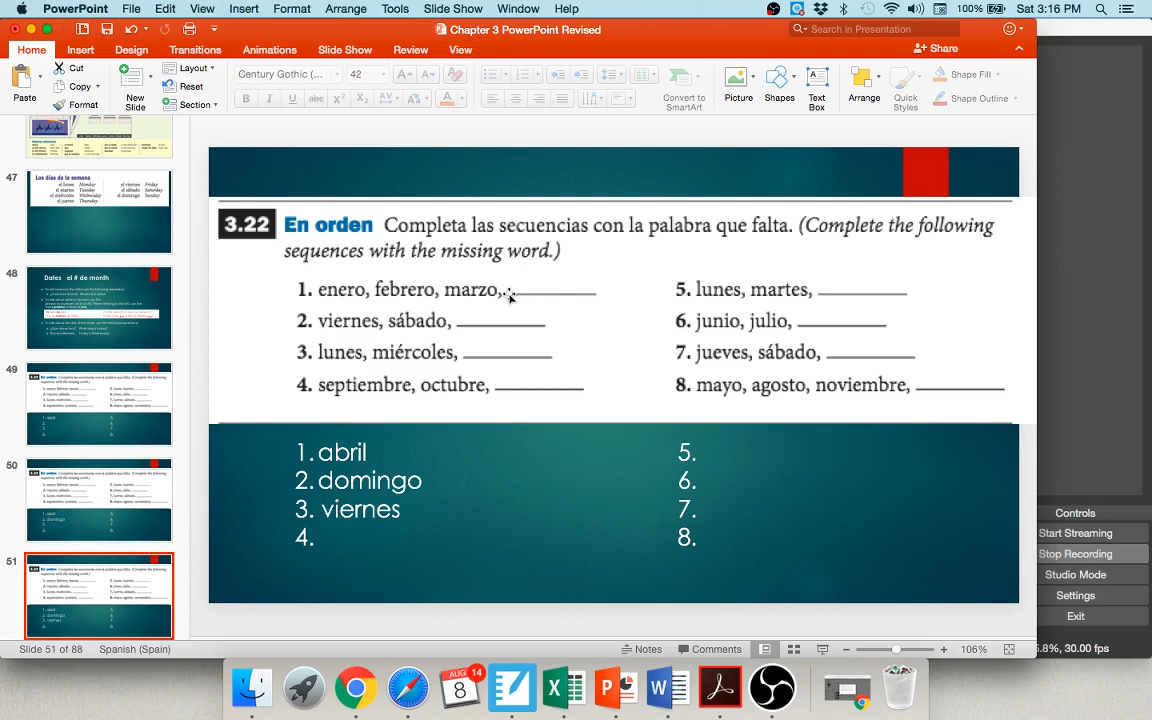 PowerPoint File Edit View Insert Format Arrange Tools Slide Show Window Help 100% Sat 3:16 PM
Chapter 3 PowerPoint Revised Search in Presentation
Home Insert Design Transitions Animations Slide Show Review View Share
Paste Cut Copy Format New Slide Layout Reset Section Century Gothic (... 42 Convert to SmartArt Picture Shapes Text Box Arrange Quick Styles Shape Fill Shape Outline
47
Los días de la semana
el lunes Monday el viernes Friday
el martes Tuesday el sábado Saturday
el miércoles Wednesday el domingo Sunday
el jueves Thursday
48
Dates el # de month
49
50
51
3.22 En orden Completa las secuencias con la palabra que falta. (Complete the following
sequences with the missing word.)
1. enero, febrero, marzo,
2. viernes, sábado,
3. lunes, miércoles,
4. septiembre, octubre,
5. lunes, martes,
6. junio, julio,
7. jueves, sábado,
8. mayo, agosto, noviembre,
1. abril
2. domingo
3. viernes
4.
5.
6.
7.
8.
Controls
Start Streaming
Stop Recording
Studio Mode
Settings
Exit
5.8%, 30.00 fps
Slide 51 of 88 Spanish (Spain) Notes Comments 106%
AUG 8 14